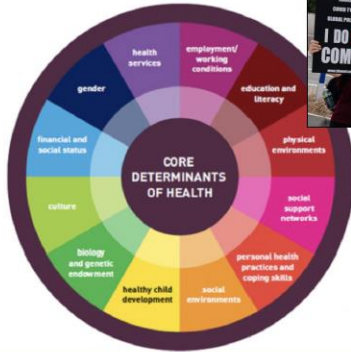 CORE
DETERMINANTS
OF HEALTH
health
services
employment/
working
conditions
education and
literacy
physical
environments
social
support
networks
personal health
practices and
coping skills
social
environments
healthy child
development
biology
and genetic
endowment
culture
financial and
social status
gender
I DO
COM